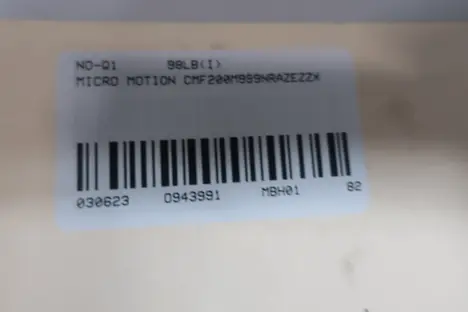 NO-Q1 98LB(I)
MICRO MOTION CMF200M989NRAZEZZX
030623 0943991 MBH01 82